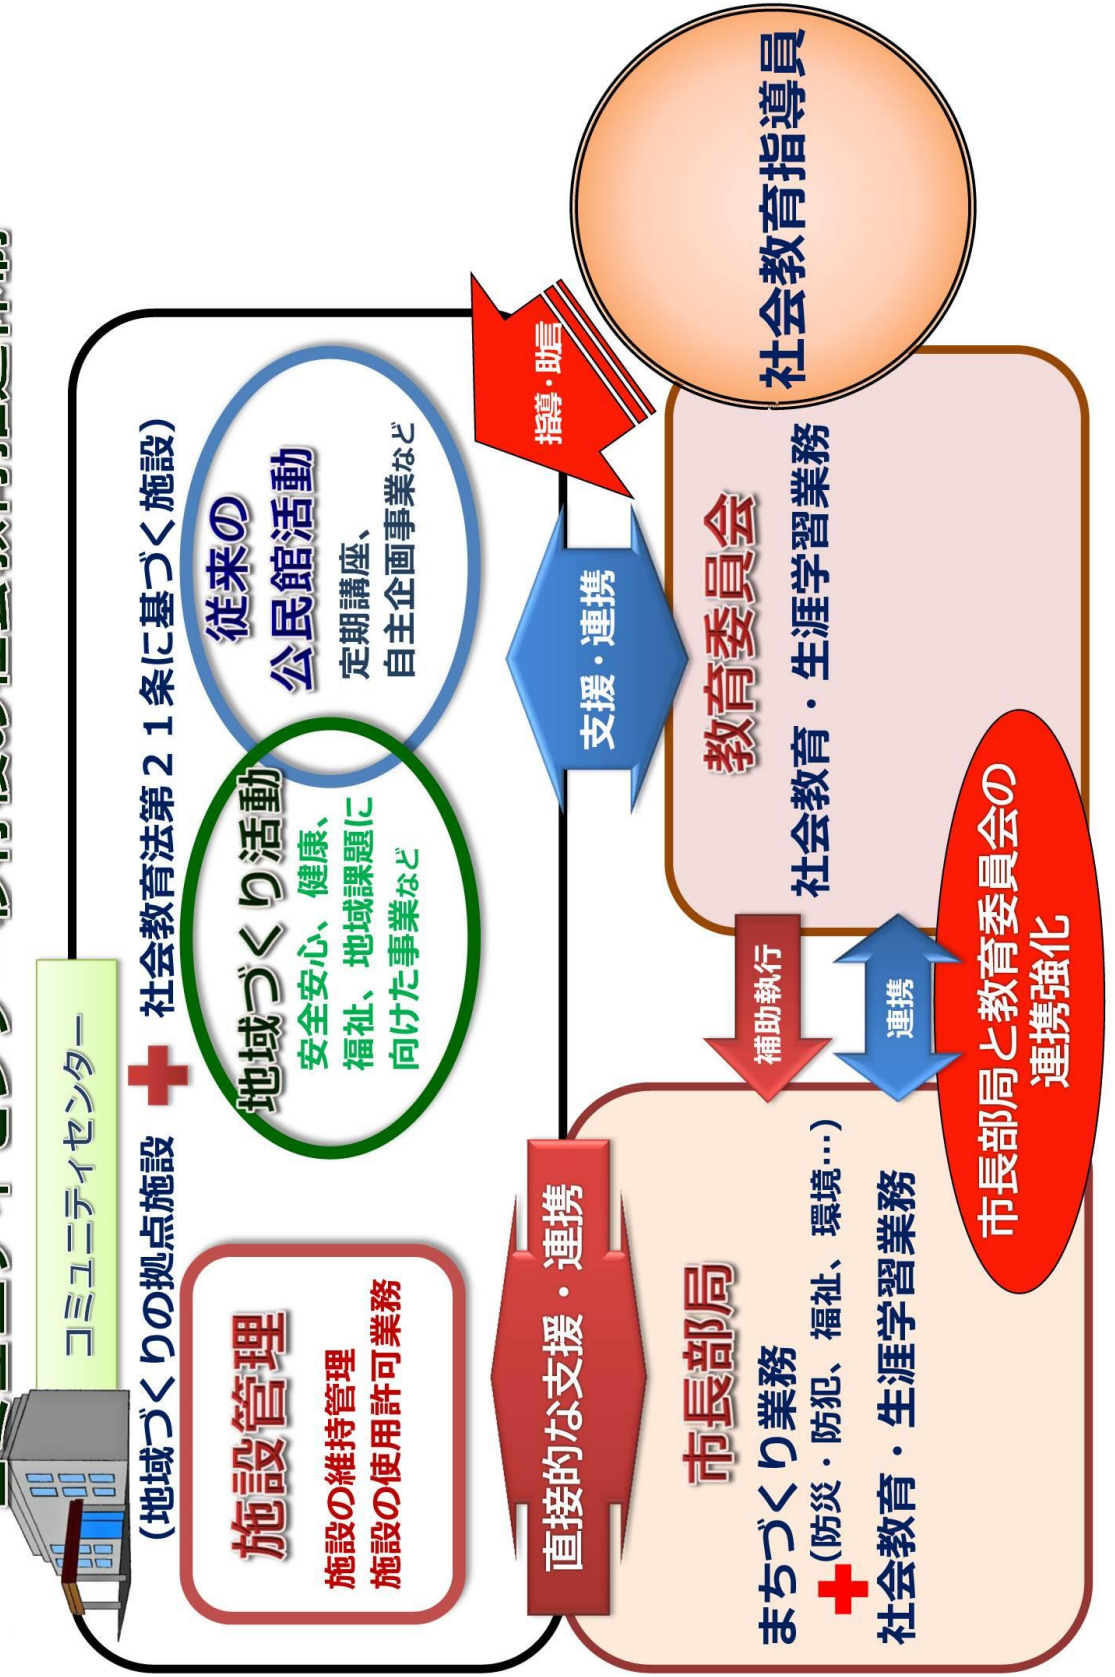 コミュニティセンター
(地域づくりの拠点施設 + 社会教育法第21条に基づく施設)
施設管理
施設の維持管理
施設の使用許可業務
地域づくり活動
安全安心、健康、
福祉、地域課題に
向けた事業など
従来の
公民館活動
定期講座、
自主企画事業など
直接的な支援・連携
支援・連携
指導・助言
市長部局
まちづくり業務
(防災・防犯、福祉、環境…)
+
社会教育・生涯学習業務
補助執行
連携
教育委員会
社会教育・生涯学習業務
社会教育指導員
市長部局と教育委員会の
連携強化